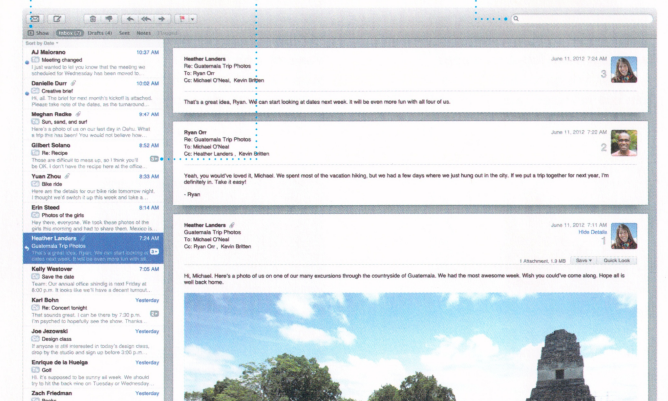 Show Inbox Drafts (4) Sent Notes
Sort by Date
AJ Maiorano 10:37 AM
Meeting changed
I just wanted to let you know that the meeting we
scheduled for Wednesday has been moved to
Danielle Durr 10:02 AM
Creative brief
Hi, all. The brief for next month's kickoff is attached.
Please take note of the dates, as the turnaround...
Meghan Radke 9:47 AM
Sun, sand, and surf
Here's a photo of us on our last day in Oahu. What
a trip this has been! You would not believe how...
Gilbert Solano 8:52 AM
Re: Recipe
Those are difficult to mess up, so I think you'll
be OK. I don't have the recipe here at the office...
Yuan Zhou 8:33 AM
Bike ride
Here are the details for our bike ride tomorrow night.
I thought we'll switch it up this week and take a...
Erin Steed 8:14 AM
Photos of the girls
Hey there, everyone. We took these photos of the
girls this morning and had to share them. Mexico is
Heather Landers 7:24 AM
Guatemala Trip Photos
That's a great idea, Ryan. We can start looking at
dates next week. It will be even more fun with all
Kelly Westover 7:05 AM
Save the date
Team: Our annual office offsite is next Friday at
8:00 p.m. It looks like we'll have a decent turnout...
Karl Bohn Yesterday
Re: Concert tonight
That sounds great. I can be there by 7:30 p.m.
I'm psyched to hopefully see the show. Thanks...
Joe Jezowski Yesterday
Design class
If anyone is still interested in today's design class,
drop by the studio and sign up before 3:00 p.m.
Enrique de la Huelga Yesterday
Golf
Hi. It's supposed to be sunny all week. We should
try to hit the back nine on Tuesday or Wednesday...
Zach Friedman Yesterday
Heather Landers June 11, 2012 7:24 AM
Re: Guatemala Trip Photos
To: Ryan Orr 3
Cc: Michael O'Neal, Kevin Britten
That's a great idea, Ryan. We can start looking at dates next week. It will be even more fun with all four of us.
Ryan Orr June 11, 2012 7:22 AM
Re: Guatemala Trip Photos
To: Michael O'Neal 2
Cc: Heather Landers , Kevin Britten
Yeah, you would've loved it, Michael. We spent most of the vacation hiking, but we had a few days where we just hung out in the city. If we put a trip together for next year, I'm
definitely in. Take it easy!
- Ryan
Heather Landers June 11, 2012 7:11 AM
Guatemala Trip Photos Hide Details
To: Michael O'Neal 1
Cc: Ryan Orr , Kevin Britten
1 Attachment, 1.3 MB Save Quick Look
Hi, Michael. Here's a photo of us on one of our many excursions through the countryside of Guatemala. We had the most awesome week. Wish you could've come along. Hope all is
well back home.